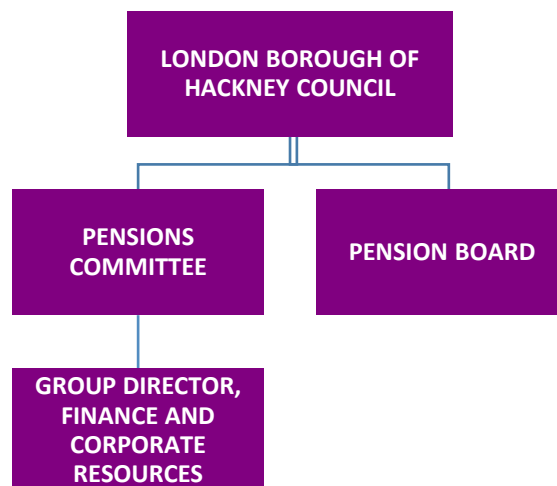 LONDON BOROUGH OF
HACKNEY COUNCIL
PENSIONS
COMMITTEE
PENSION BOARD
GROUP DIRECTOR,
FINANCE AND
CORPORATE
RESOURCES